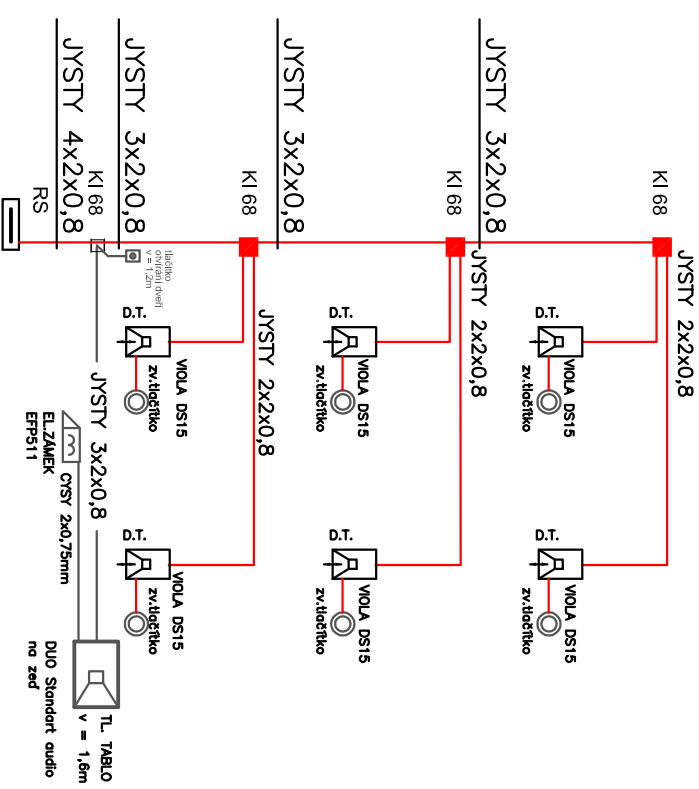 JYSTY 2x2x0,8
KI 68
D.T.
VIOLA DS15
zv.tlačítko
D.T.
VIOLA DS15
zv.tlačítko
JYSTY 3x2x0,8
JYSTY 2x2x0,8
KI 68
D.T.
VIOLA DS15
zv.tlačítko
D.T.
VIOLA DS15
zv.tlačítko
JYSTY 3x2x0,8
JYSTY 2x2x0,8
KI 68
D.T.
VIOLA DS15
zv.tlačítko
D.T.
VIOLA DS15
zv.tlačítko
JYSTY 3x2x0,8
tlačítko
otvírání dveří
v = 1,2m
KI 68
JYSTY 3x2x0,8
TL. TABLO
v = 1,6m
JYSTY 4x2x0,8
CYSY 2x0,75mm
EL.ZÁMEK
EFP511
DUO Standart audio
na zeď
RS